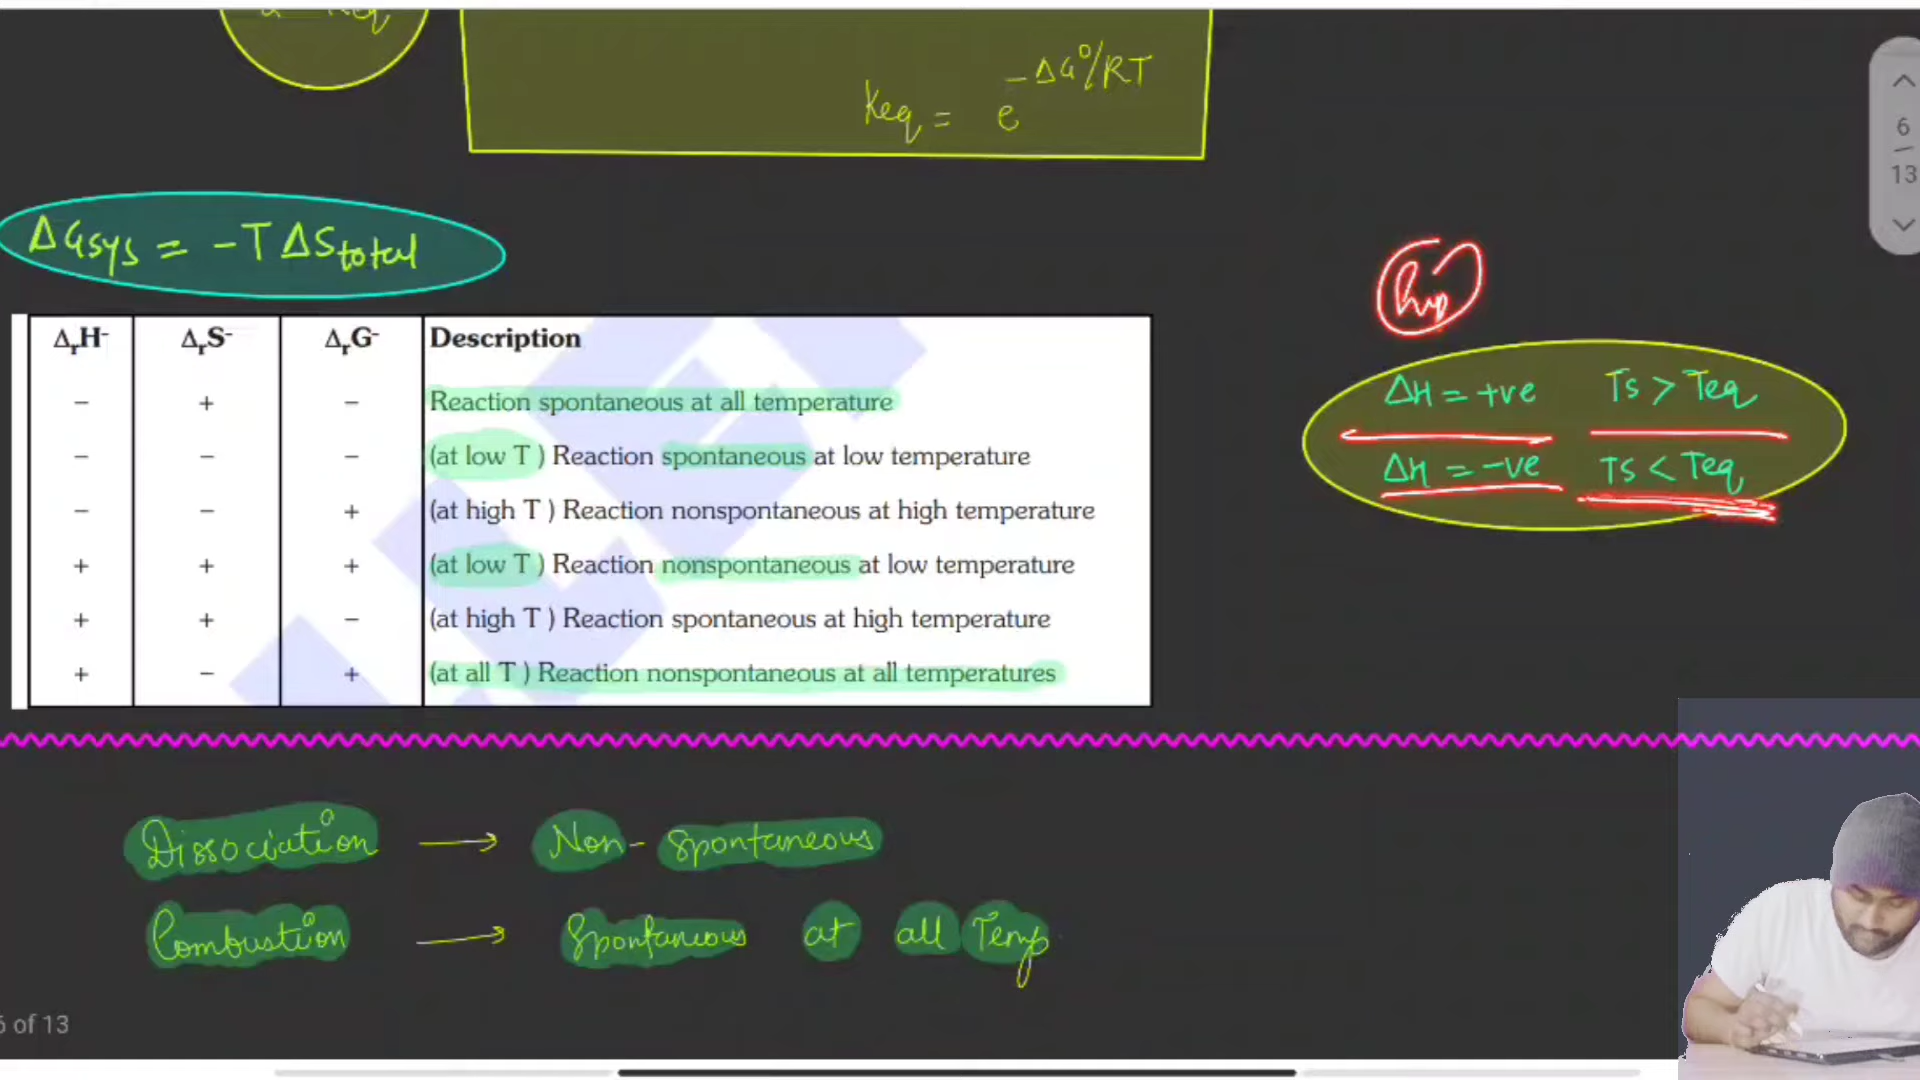 Keq = e^-ΔG°/RT
ΔGsys = -TΔStotal
ΔrH- ΔrS- ΔrG- Description
− + − Reaction spontaneous at all temperature
− − − (at low T ) Reaction spontaneous at low temperature
− − + (at high T ) Reaction nonspontaneous at high temperature
+ + + (at low T ) Reaction nonspontaneous at low temperature
+ + − (at high T ) Reaction spontaneous at high temperature
+ − + (at all T ) Reaction nonspontaneous at all temperatures
ΔH = +ve Ts > Teq
ΔH = -ve Ts < Teq
Dissociation → Non-spontaneous
Combustion → Spontaneous at all Temp
6
13
of 13